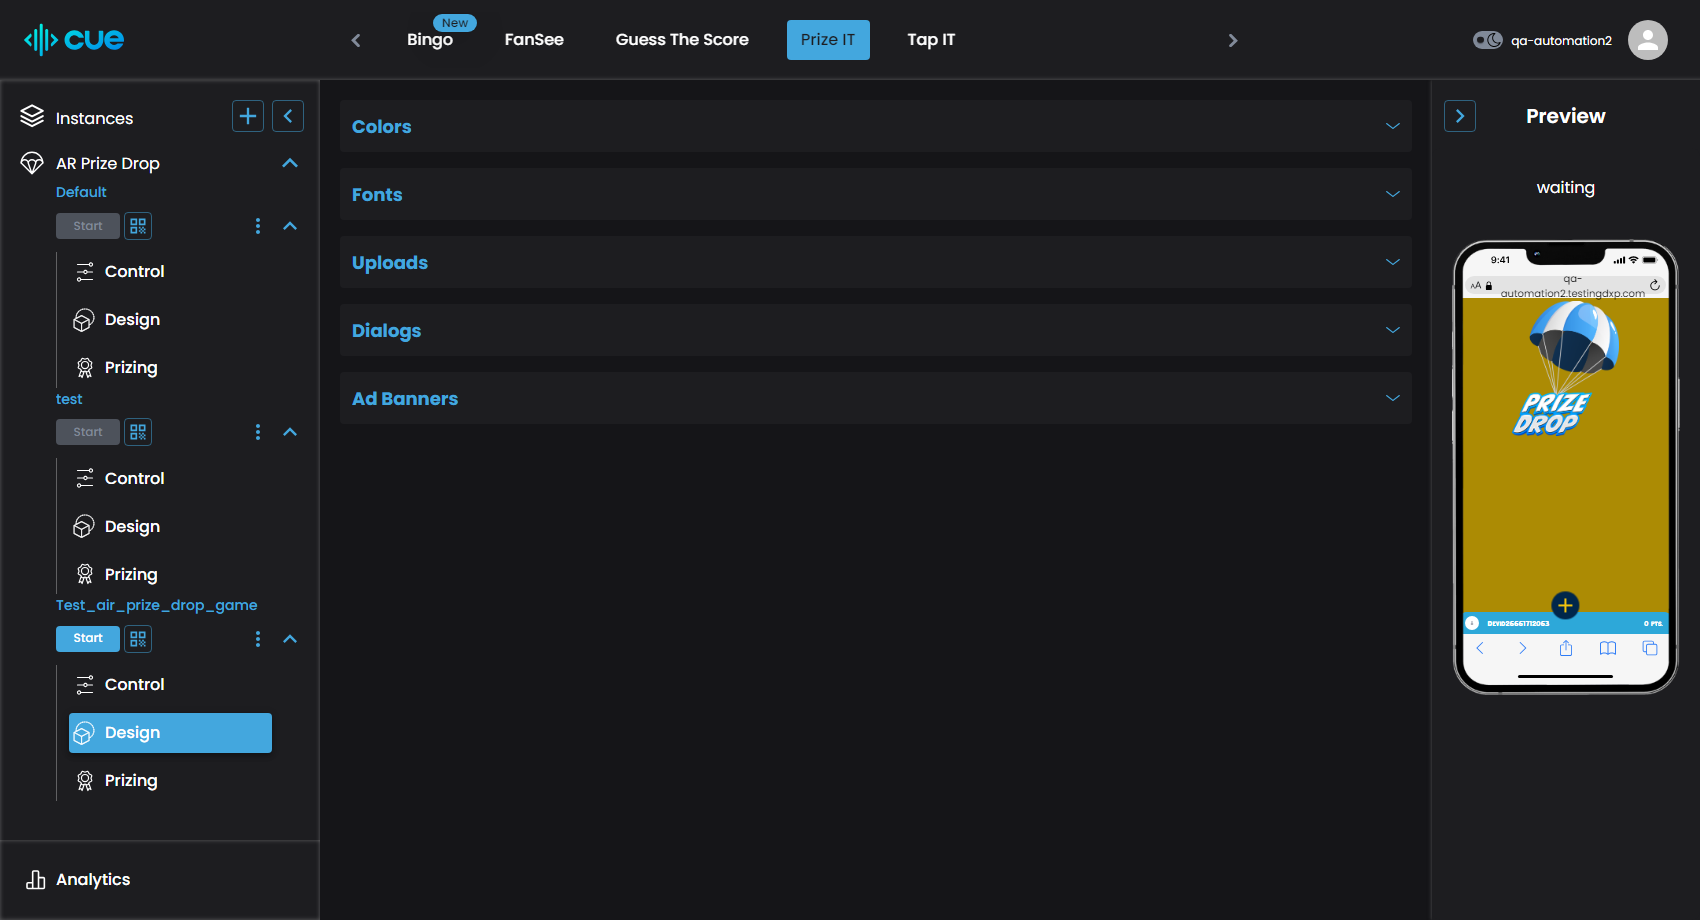 cue
New
Bingo
FanSee
Guess The Score
Prize IT
Tap IT
qa-automation2
Instances
AR Prize Drop
Default
Start
Control
Design
Prizing
test
Start
Control
Design
Prizing
Test_air_prize_drop_game
Start
Control
Design
Prizing
Analytics
Colors
Fonts
Uploads
Dialogs
Ad Banners
Preview
waiting
9:41
AA
qa-
automation2.testingdxp.com
PRIZE
DROP
0 PTS.